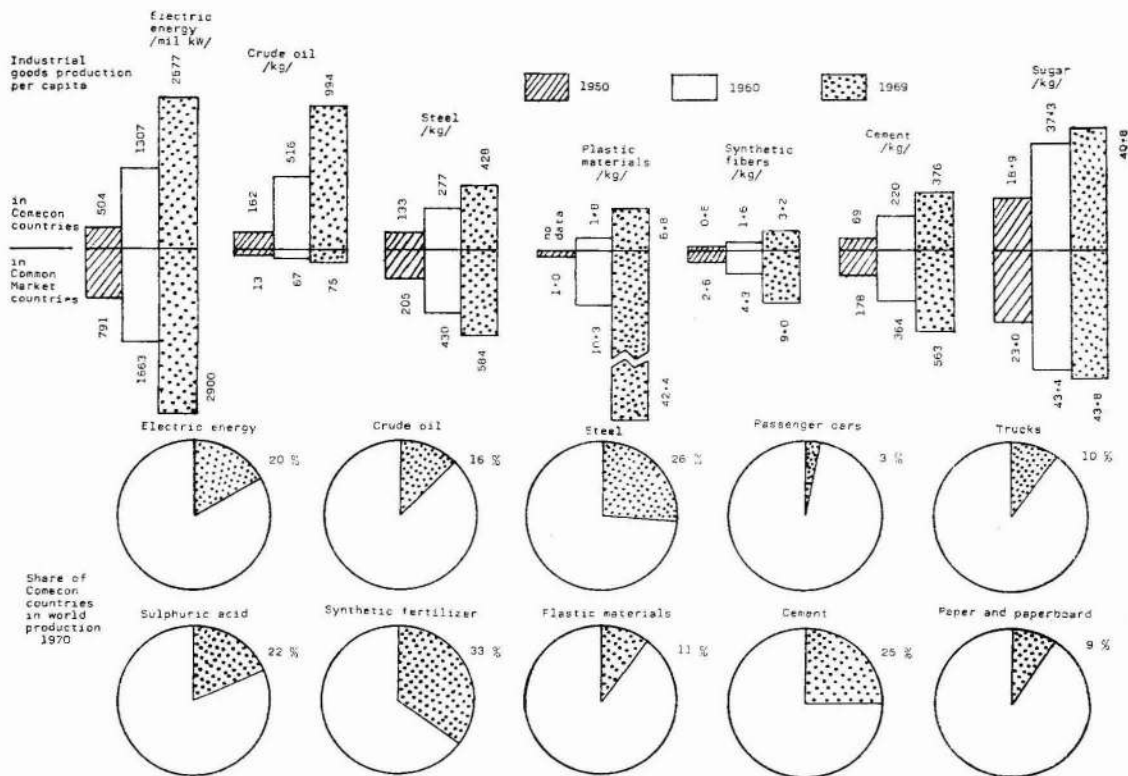 Industrial
goods production
per capita
Electric
energy
/mil kW/
Crude oil
/kg/
Steel
/kg/
Plastic
materials
/kg/
Synthetic
fibers
/kg/
Cement
/kg/
Sugar
/kg/
1950
1960
1969
in
Comecon
countries
504
1307
2677
162
516
994
133
277
428
no
data
1·8
6·8
0·6
1·6
3·2
69
220
376
18·9
37·3
40·8
in
Common
Market
countries
791
1663
2900
13
67
75
205
430
584
1·0
10·3
42·4
2·6
4·3
9·0
178
364
563
23·0
43·4
43·8
Share of
Comecon
countries
in world
production
1970
Electric energy
20 %
Crude oil
16 %
Steel
26 %
Passenger cars
3 %
Trucks
10 %
Sulphuric acid
22 %
Synthetic fertilizer
33 %
Plastic materials
11 %
Cement
25 %
Paper and paperboard
9 %